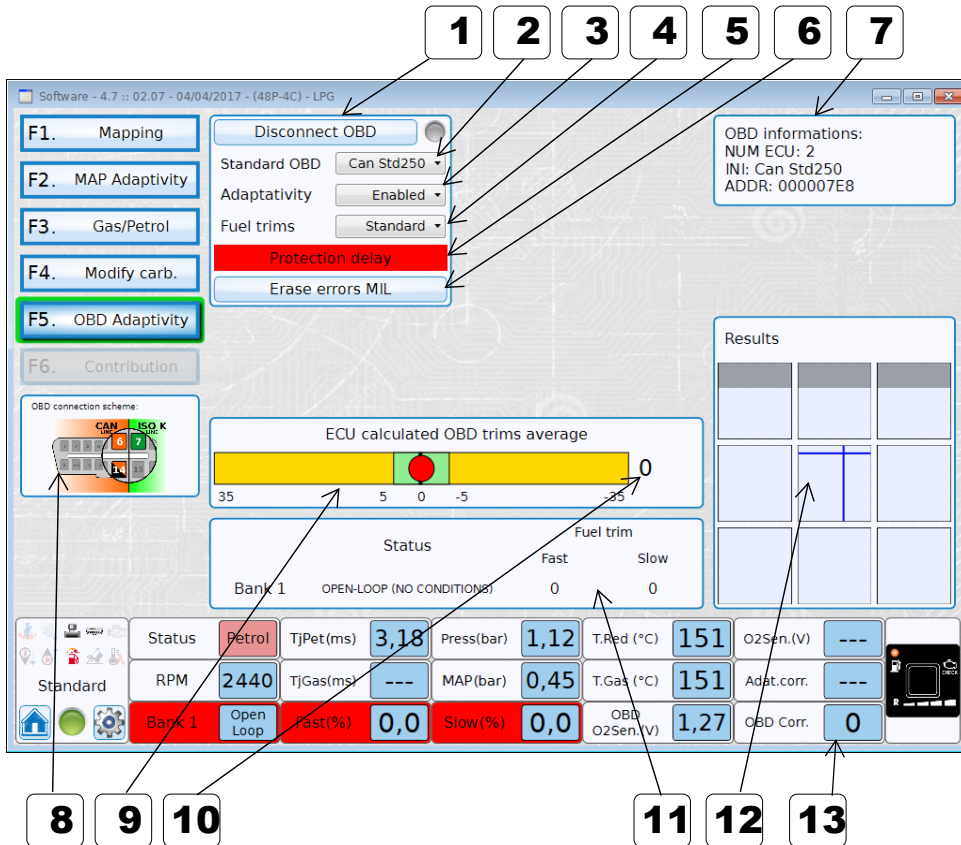 1 2 3 4 5 6 7
Software - 4.7 :: 02.07 - 04/04/2017 - (48P-4C) - LPG
F1. Mapping
F2. MAP Adaptivity
F3. Gas/Petrol
F4. Modify carb.
F5. OBD Adaptivity
F6. Contribution
OBD connection scheme:
CAN LINE
ISO K LINE
6 7
14 15
Disconnect OBD
Standard OBD Can Std250
Adaptativity Enabled
Fuel trims Standard
Protection delay
Erase errors MIL
OBD informations:
NUM ECU: 2
INI: Can Std250
ADDR: 000007E8
Results
ECU calculated OBD trims average
0
35 5 0 -5 -35
Status
Fuel trim
Fast Slow
Bank 1 OPEN-LOOP (NO CONDITIONS) 0 0
Standard
Status Petrol TjPet(ms) 3,18 Press(bar) 1,12 T.Red (°C) 151 O2Sen.(V) ---
RPM 2440 TjGas(ms) --- MAP(bar) 0,45 T.Gas (°C) 151 Adat.corr. ---
Bank 1 Open Loop Fast(%) 0,0 Slow(%) 0,0 OBD O2Sen.(V) 1,27 OBD Corr. 0
CHECK
R
8 9 10 11 12 13